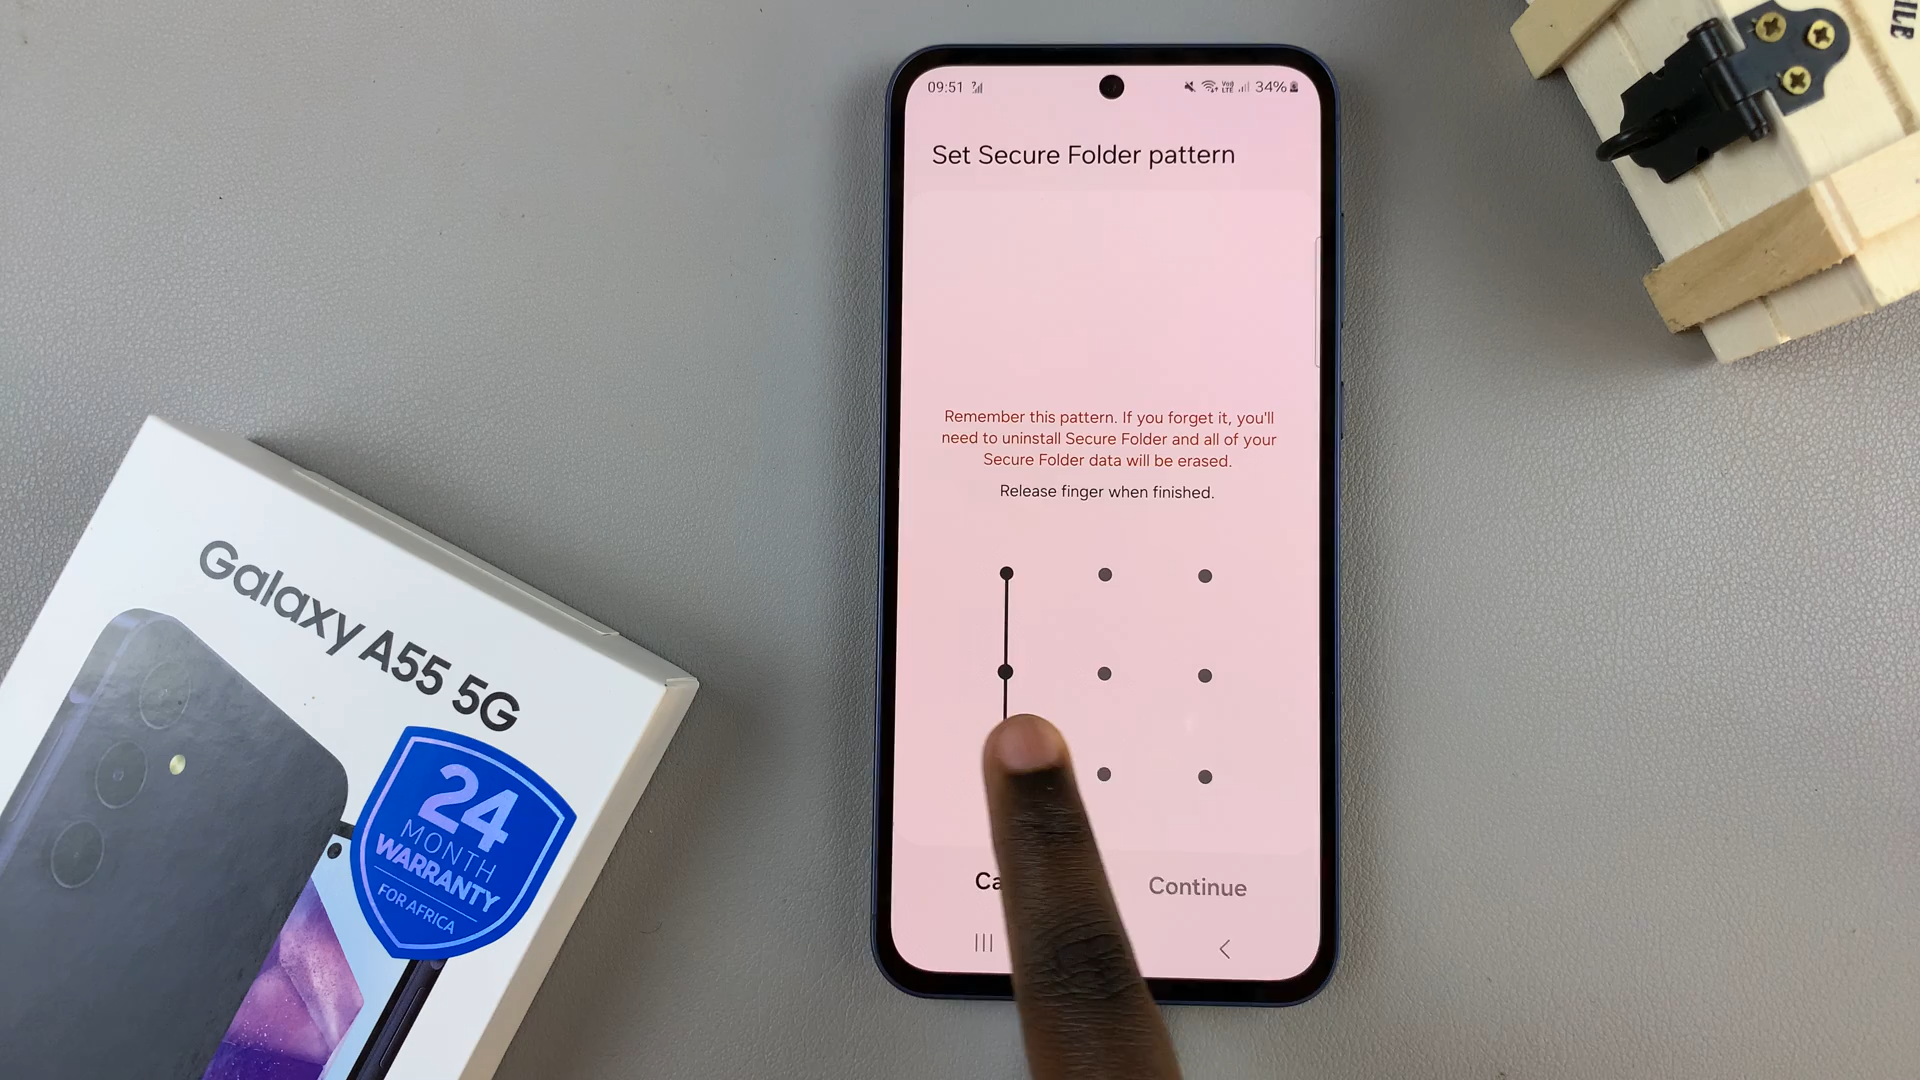 09:51
34%
Set Secure Folder pattern
Remember this pattern. If you forget it, you'll
need to uninstall Secure Folder and all of your
Secure Folder data will be erased.
Release finger when finished.
Ca
Continue
Galaxy A55 5G
24
MONTH
WARRANTY
FOR AFRICA